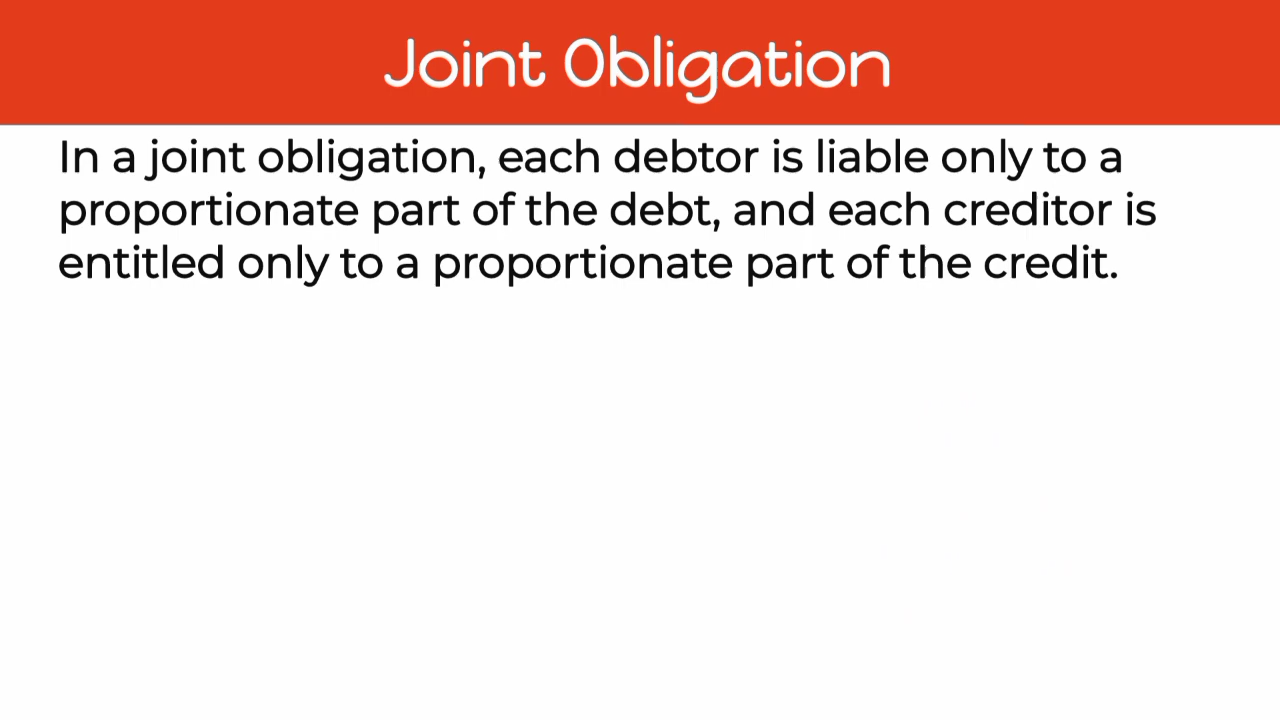 Joint Obligation
In a joint obligation, each debtor is liable only to a
proportionate part of the debt, and each creditor is
entitled only to a proportionate part of the credit.